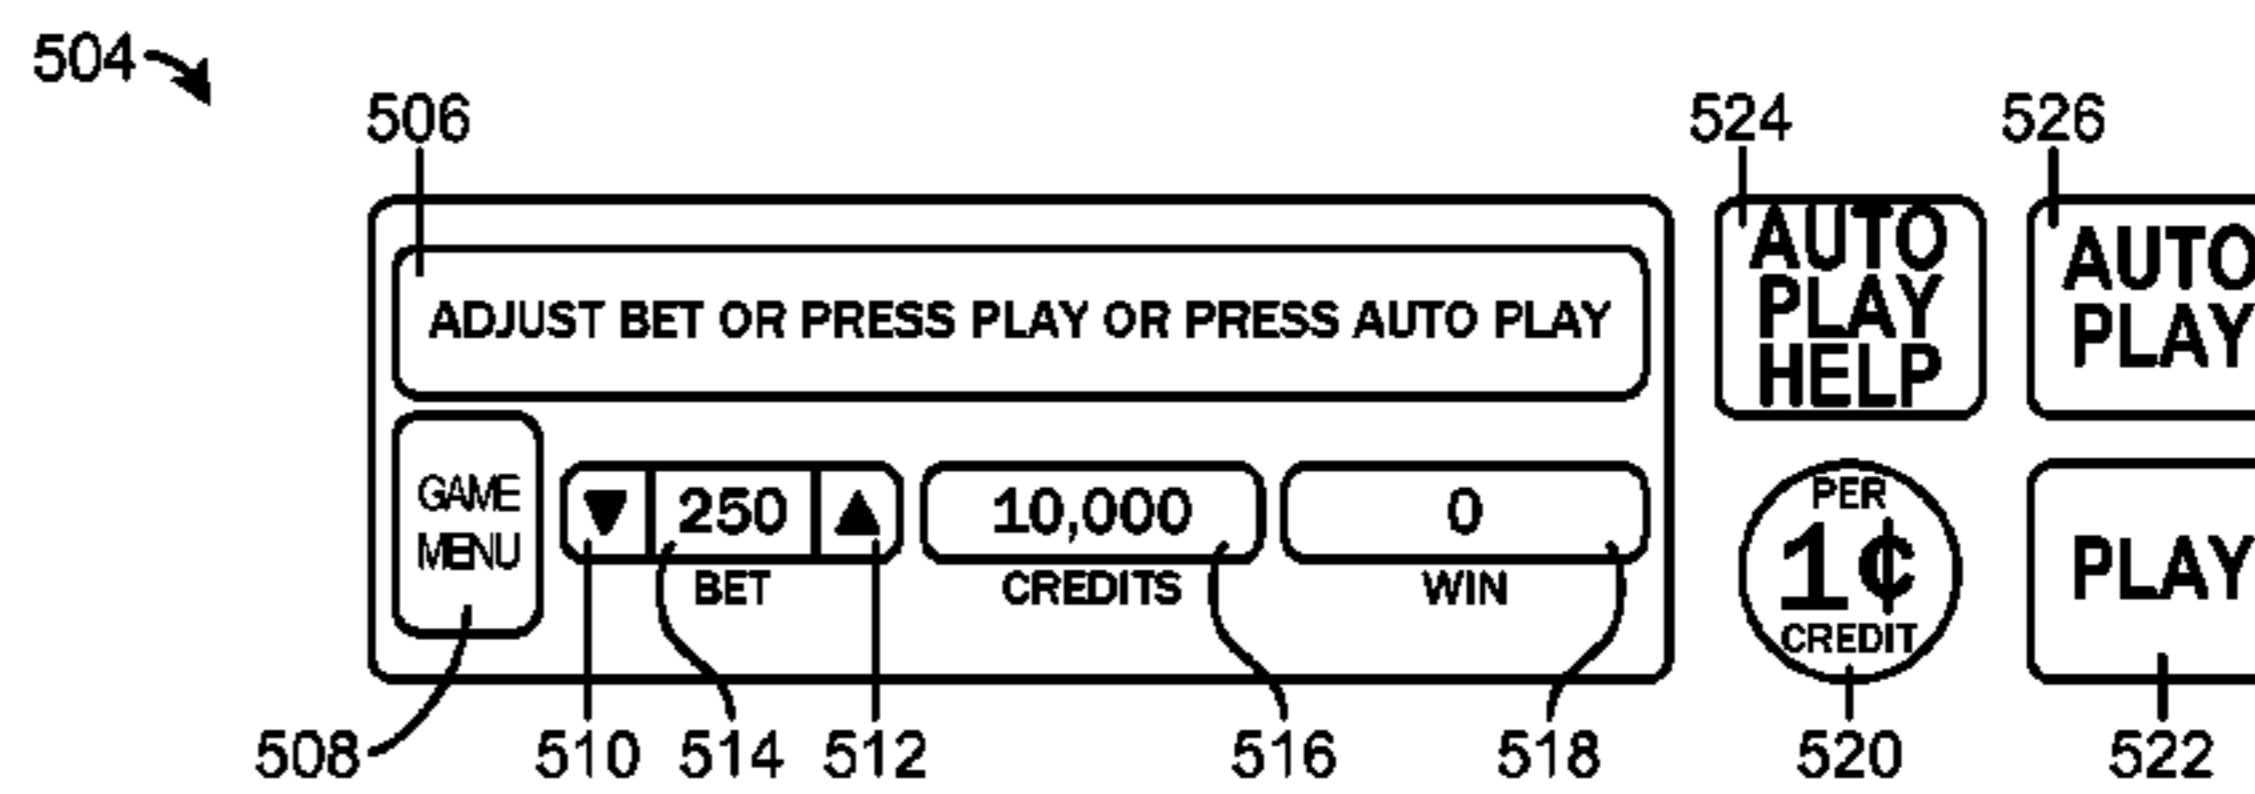 504
506
524
526
ADJUST BET OR PRESS PLAY OR PRESS AUTO PLAY
AUTO
PLAY
HELP
AUTO
PLAY
GAME
MENU
▼ 250 ▲
BET
10,000
CREDITS
0
WIN
PER
1¢
CREDIT
PLAY
508
510
514
512
516
518
520
522